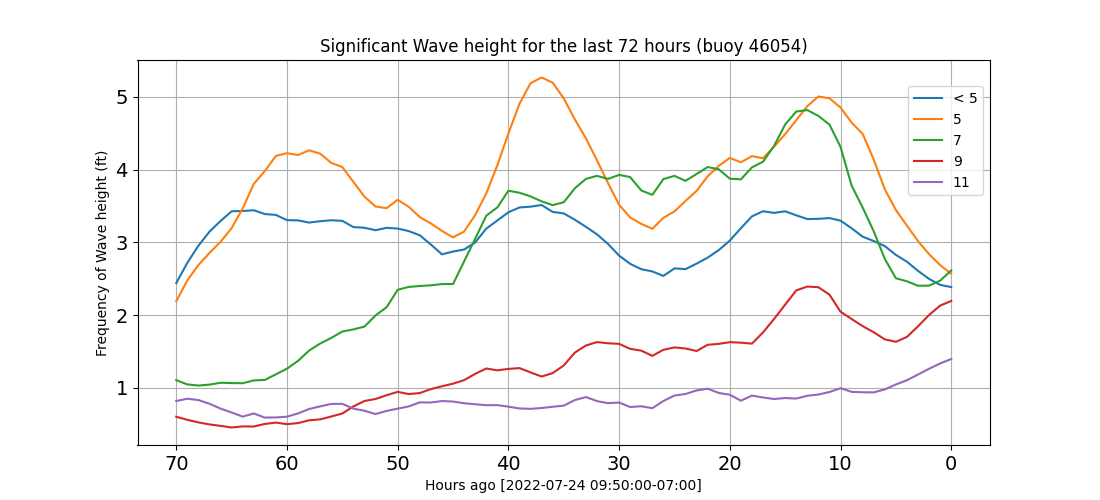 Significant Wave height for the last 72 hours (buoy 46054)
Frequency of Wave height (ft)
5
4
3
2
1
< 5
5
7
9
11
70 60 50 40 30 20 10 0
Hours ago [2022-07-24 09:50:00-07:00]